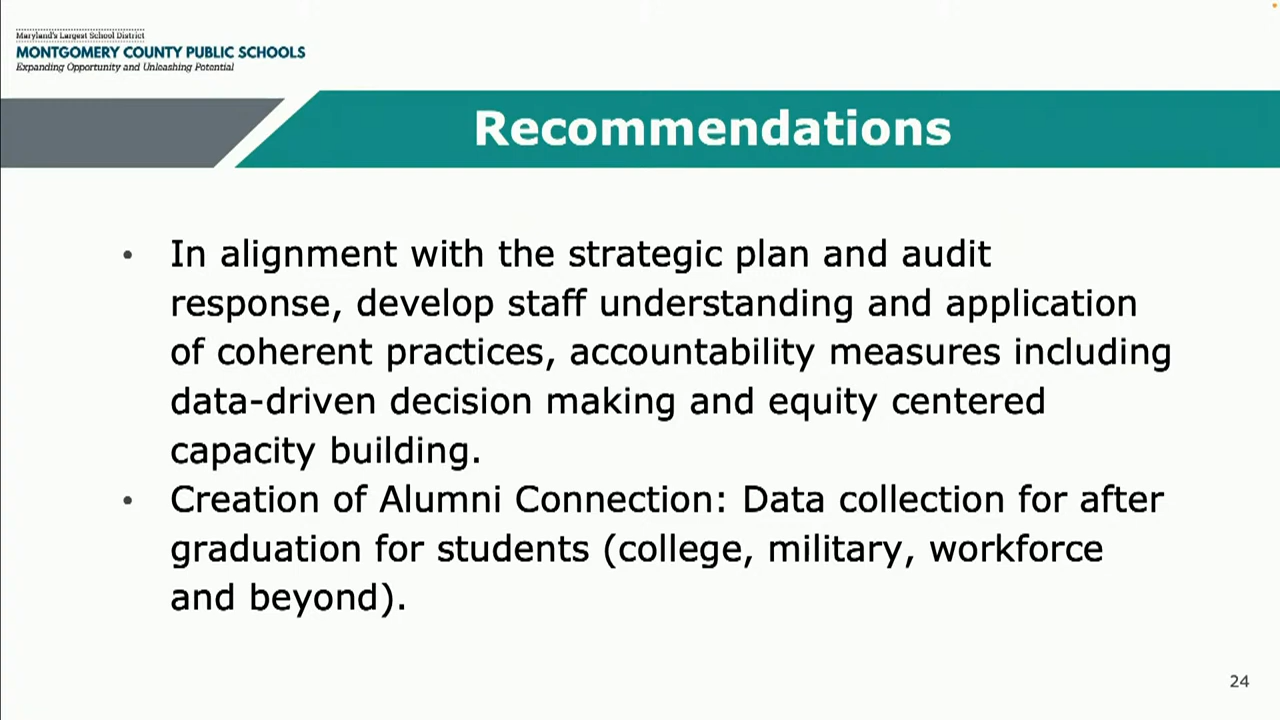 Maryland's Largest School District
MONTGOMERY COUNTY PUBLIC SCHOOLS
Expanding Opportunity and Unleashing Potential
Recommendations
• In alignment with the strategic plan and audit
response, develop staff understanding and application
of coherent practices, accountability measures including
data-driven decision making and equity centered
capacity building.
• Creation of Alumni Connection: Data collection for after
graduation for students (college, military, workforce
and beyond).
24